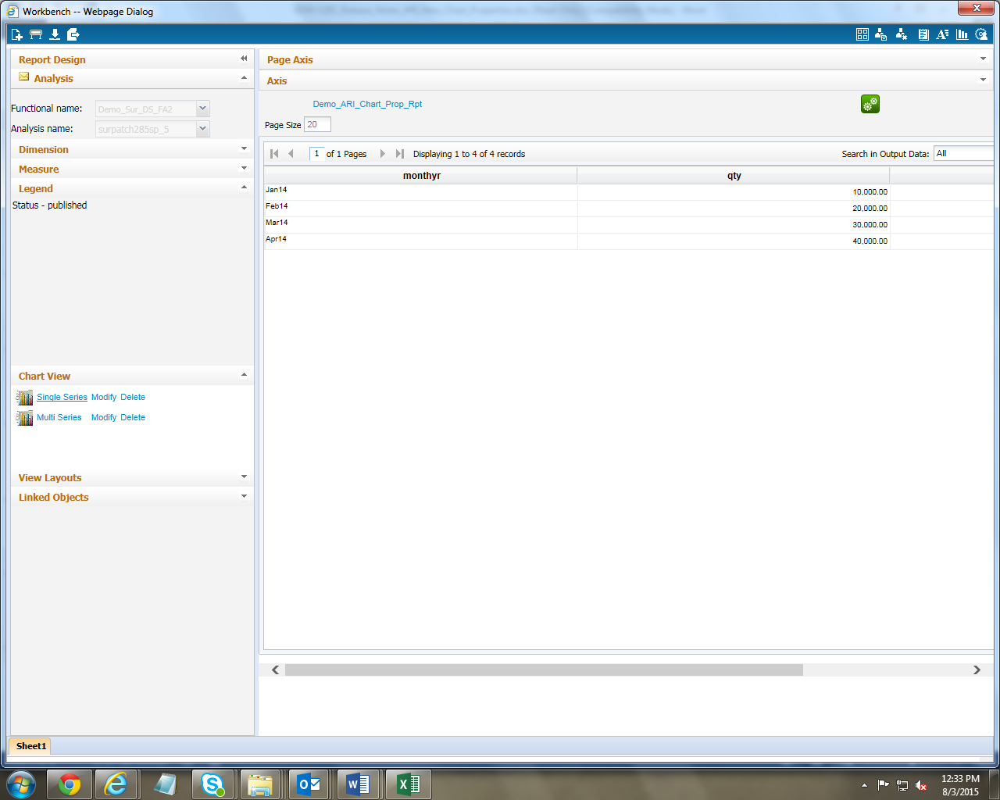 Workbench -- Webpage Dialog
Report Design
Analysis
Functional name: Demo_Sur_DS_FA2
Analysis name: surpatch285sp_5
Dimension
Measure
Legend
Status - published
Chart View
Single Series Modify Delete
Multi Series Modify Delete
View Layouts
Linked Objects
Page Axis
Axis
Demo_ARI_Chart_Prop_Rpt
Page Size 20
1 of 1 Pages Displaying 1 to 4 of 4 records Search in Output Data: All
monthyr qty
Jan14 10,000.00
Feb14 20,000.00
Mar14 30,000.00
Apr14 40,000.00
Sheet1
12:33 PM
8/3/2015